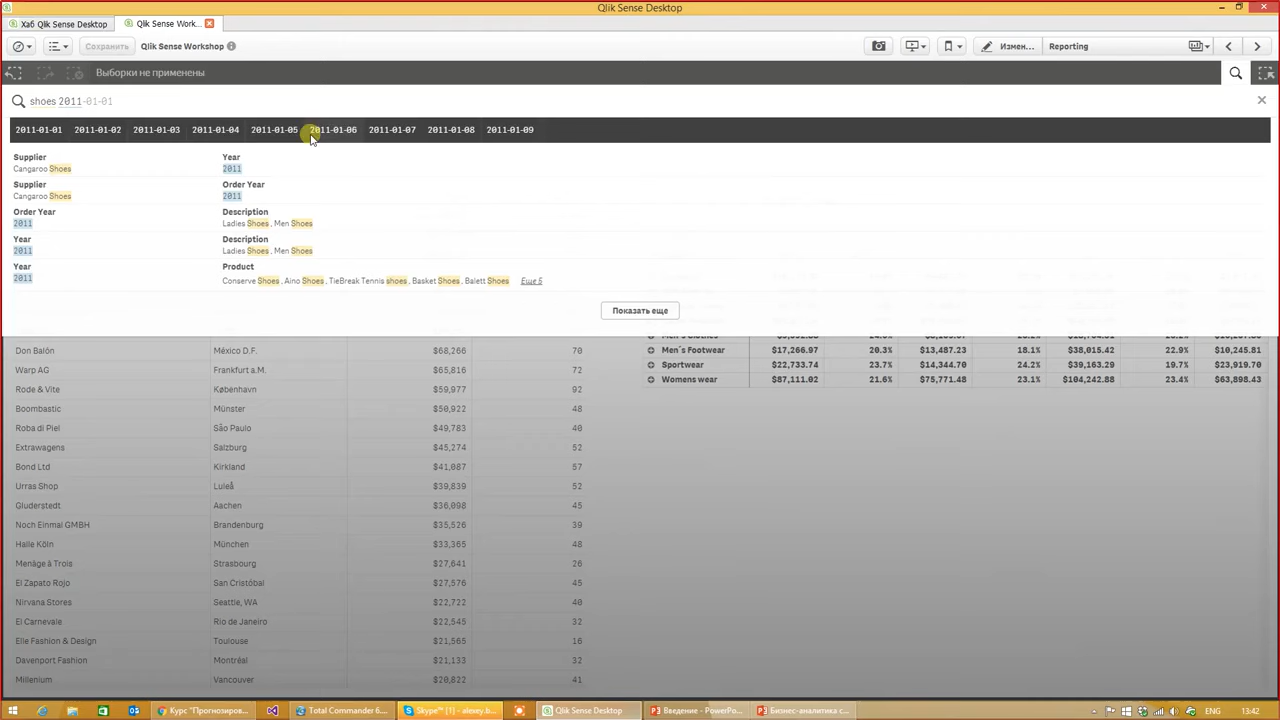 Qlik Sense Desktop
Хаб Qlik Sense Desktop Qlik Sense Work...
Сохранить Qlik Sense Workshop Измен... Reporting
Выборки не применены
shoes 2011-01-01
2011-01-01 2011-01-02 2011-01-03 2011-01-04 2011-01-05 2011-01-06 2011-01-07 2011-01-08 2011-01-09
Supplier Year
Cangaroo Shoes 2011
Supplier Order Year
Cangaroo Shoes 2011
Order Year Description
2011 Ladies Shoes , Men Shoes
Year Description
2011 Ladies Shoes , Men Shoes
Year Product
2011 Conserve Shoes , Aino Shoes , TieBreak Tennis shoes , Basket Shoes , Balett Shoes Еще 5
Показать еще
Don Balón México D.F. $68,266 70 Men´s Footwear $17,266.97 20.3% $13,487.23 18.1% $38,015.42 22.9% $10,245.81
Warp AG Frankfurt a.M. $65,816 72 Sportwear $22,733.74 23.7% $14,344.70 24.2% $39,163.29 19.7% $23,919.70
Rode & Vite København $59,977 92 Womens wear $87,111.02 21.6% $75,771.48 23.1% $104,242.88 23.4% $63,898.43
Boombastic Münster $50,922 48
Roba di Piel São Paulo $49,783 40
Extrawagens Salzburg $45,274 52
Bond Ltd Kirkland $41,087 57
Urras Shop Luleå $39,839 52
Gluderstedt Aachen $36,098 45
Noch Einmal GMBH Brandenburg $35,526 39
Halle Köln München $33,365 48
Menàge à Trois Strasbourg $27,641 26
El Zapato Rojo San Cristóbal $27,576 45
Nirvana Stores Seattle, WA $22,722 40
El Carnevale Rio de Janeiro $22,545 32
Elle Fashion & Design Toulouse $21,565 16
Davenport Fashion Montréal $21,133 32
Millenium Vancouver $20,822 41
Курс "Прогнозиров... Total Commander 6.... Skype™ [1] - alexey.b... Qlik Sense Desktop Введение - PowerPo... Бизнес-аналитика с... ENG 13:42